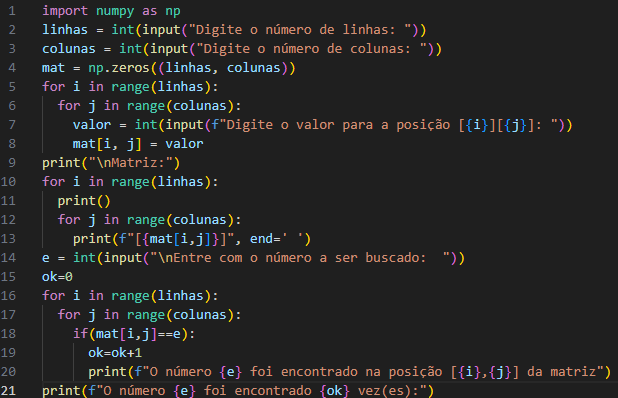 1 import numpy as np
2 linhas = int(input("Digite o número de linhas: "))
3 colunas = int(input("Digite o número de colunas: "))
4 mat = np.zeros((linhas, colunas))
5 for i in range(linhas):
6   for j in range(colunas):
7     valor = int(input(f"Digite o valor para a posição [{i}][{j}]: "))
8     mat[i, j] = valor
9 print("\nMatriz:")
10 for i in range(linhas):
11   print()
12   for j in range(colunas):
13     print(f"[{mat[i,j]}]", end=' ')
14 e = int(input("\nEntre com o número a ser buscado:  "))
15 ok=0
16 for i in range(linhas):
17   for j in range(colunas):
18     if(mat[i,j]==e):
19       ok=ok+1
20       print(f"O número {e} foi encontrado na posição [{i},{j}] da matriz")
21 print(f"O número {e} foi encontrado {ok} vez(es):")